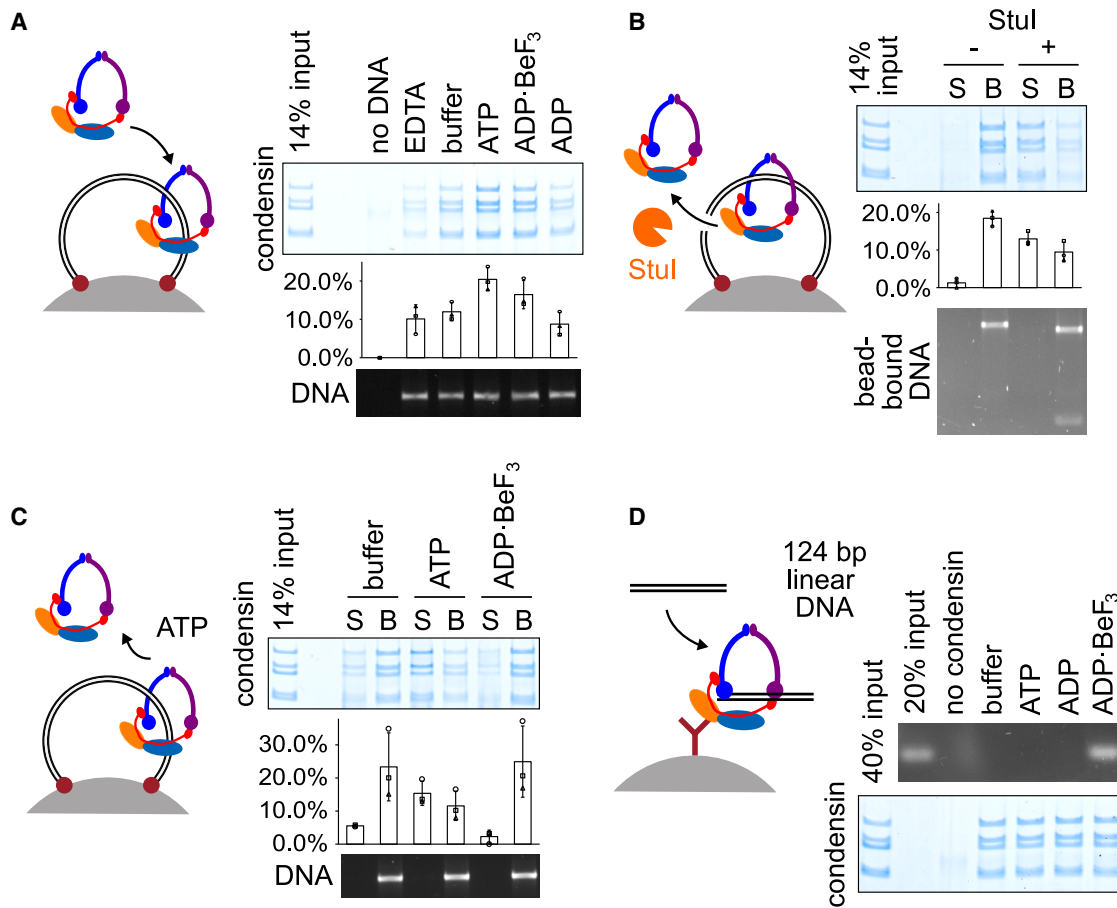 A
14% input
no DNA
EDTA
buffer
ATP
ADP·BeF3
ADP
condensin
20.0%
10.0%
0.0%
DNA
B
StuI
14% input
- +
S B S B
StuI
20.0%
10.0%
0.0%
bead-bound DNA
C
ATP
14% input
buffer
ATP
ADP·BeF3
S B S B S B
condensin
30.0%
20.0%
10.0%
0.0%
DNA
D
124 bp
linear
DNA
40% input
20% input
no condensin
buffer
ATP
ADP
ADP·BeF3
condensin